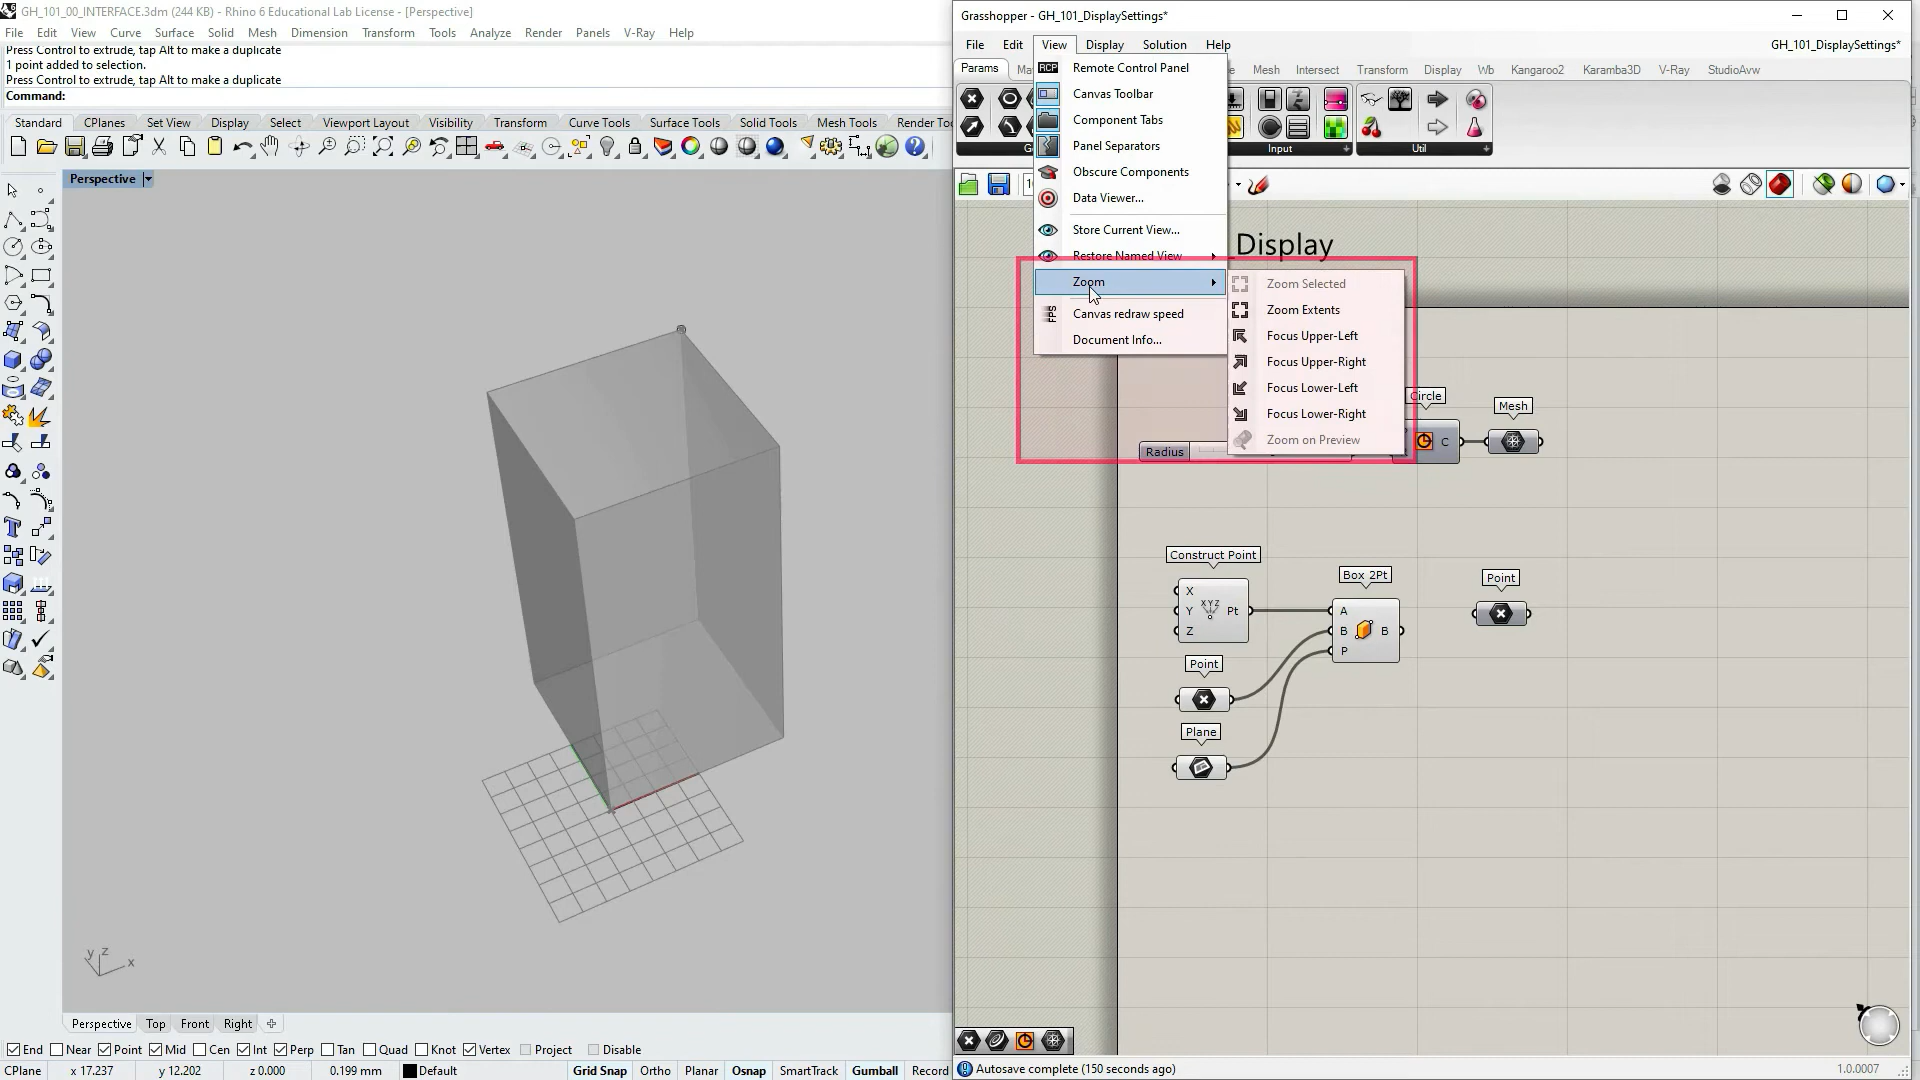 GH_101_00_INTERFACE.3dm (244 KB) - Rhino 6 Educational Lab License - [Perspective]
File Edit View Curve Surface Solid Mesh Dimension Transform Tools Analyze Render Panels V-Ray Help
Press Control to extrude, tap Alt to make a duplicate
1 point added to selection.
Press Control to extrude, tap Alt to make a duplicate
Command:
Standard CPlanes Set View Display Select Viewport Layout Visibility Transform Curve Tools Surface Tools Solid Tools Mesh Tools Render Too
Perspective
y z x
Perspective Top Front Right
End Near Point Mid Cen Int Perp Tan Quad Knot Vertex Project Disable
CPlane x 17.237 y 12.202 z 0.000 0.199 mm Default Grid Snap Ortho Planar Osnap SmartTrack Gumball Record
Grasshopper - GH_101_DisplaySettings*
File Edit View Display Solution Help GH_101_DisplaySettings*
Params Ma e Mesh Intersect Transform Display Wb Kangaroo2 Karamba3D V-Ray StudioAvw
G Input Util
RCP Remote Control Panel
Canvas Toolbar
Component Tabs
Panel Separators
Obscure Components
Data Viewer...
Store Current View...
Restore Named View
Zoom
FPS Canvas redraw speed
Document Info...
Zoom Selected
Zoom Extents
Focus Upper-Left
Focus Upper-Right
Focus Lower-Left
Focus Lower-Right
Zoom on Preview
_Display
Circle
Mesh
C
Radius
Construct Point
X
Y XYZ Pt
Z
Box 2Pt
A
B B
P
Point
Point
Plane
Autosave complete (150 seconds ago) 1.0.0007